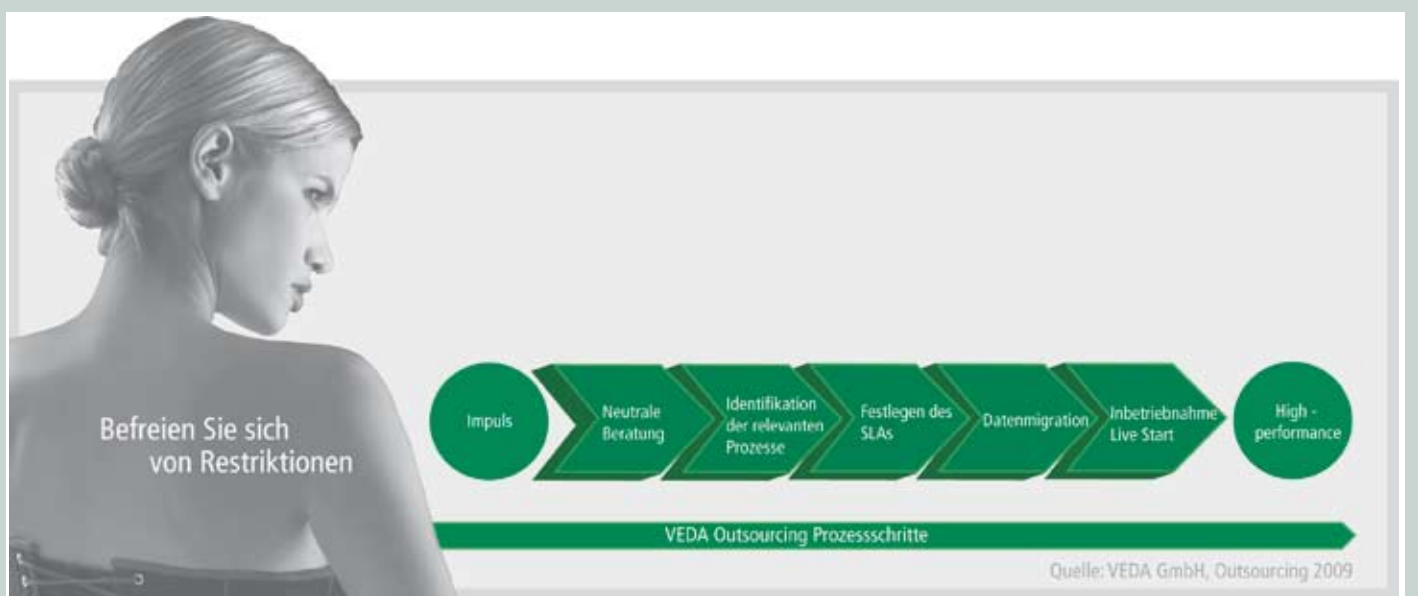 Befreien Sie sich
von Restriktionen
Impuls
Neutrale
Beratung
Identifikation
der relevanten
Prozesse
Festlegen des
SLAs
Datenmigration
Inbetriebnahme
Live Start
High -
performance
VEDA Outsourcing Prozessschritte
Quelle: VEDA GmbH, Outsourcing 2009